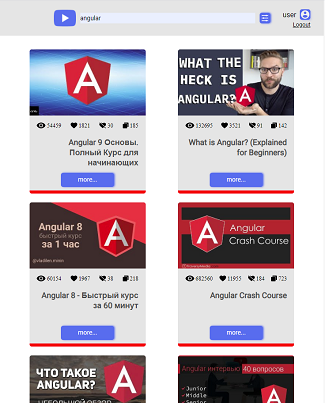 angular
user
Logout
WHAT THE
HECK IS
ANGULAR?
54459 1821 30 185
132695 3521 91 142
Angular 9 Основы.
Полный Курс для
начинающих
What is Angular? (Explained
for Beginners)
more...
more...
Angular 8
быстрый курс
за 1 час
@vladilen.minin
Angular
Crash Course
60154 1967 38 218
682560 11955 184 723
Angular 8 - Быстрый курс
за 60 минут
Angular Crash Course
more...
more...
ЧТО ТАКОЕ
ANGULAR?
НЕБОЛЬШОЙ ОБЗОР
Angular интервью 40 вопросов
Junior
Middle
Senior